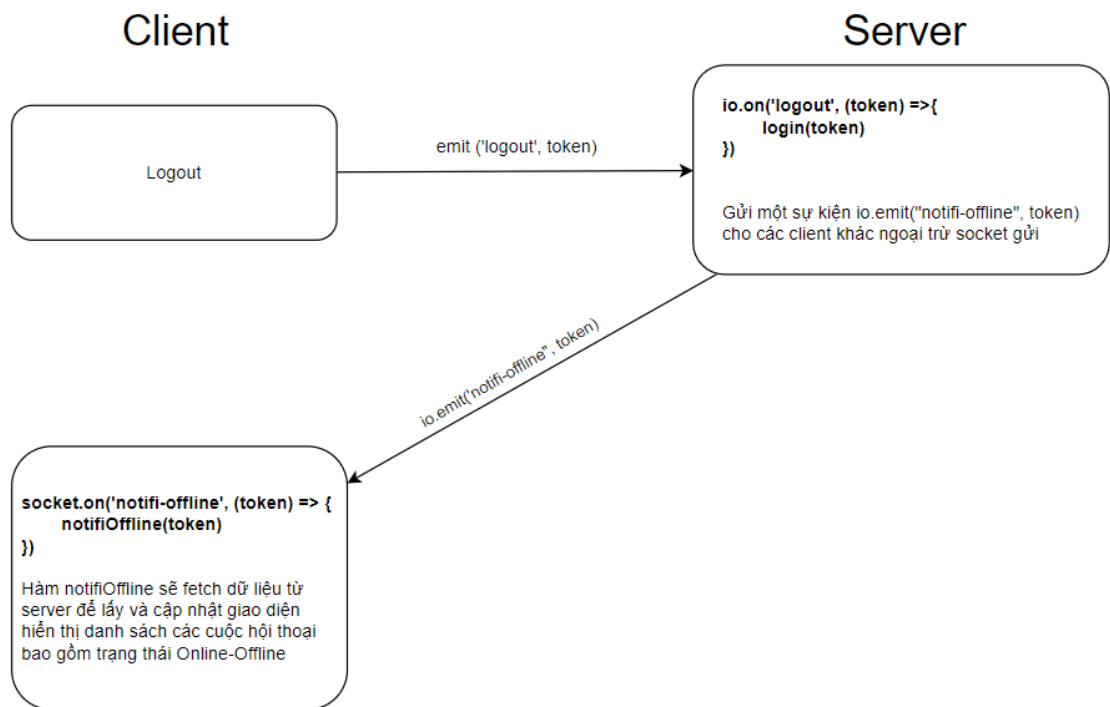 Client
Server
Logout
emit ('logout', token)
io.on('logout', (token) =>{
login(token)
})
Gửi một sự kiện io.emit("notifi-offline", token)
cho các client khác ngoại trừ socket gửi
io.emit('notifi-offline", token)
socket.on('notifi-offline', (token) => {
notifiOffline(token)
})
Hàm notifiOffline sẽ fetch dữ liệu từ
server để lấy và cập nhật giao diện
hiển thị danh sách các cuộc hội thoại
bao gồm trạng thái Online-Offline